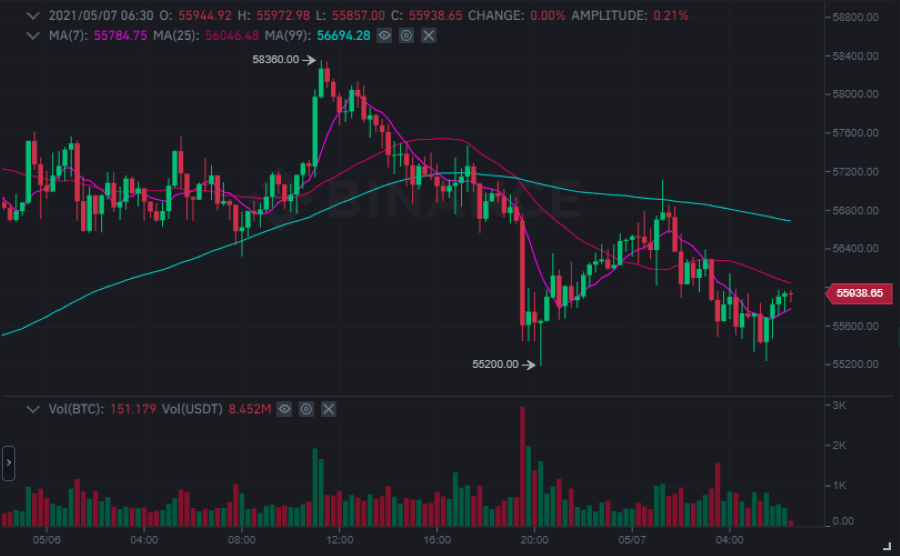 2021/05/07 06:30 O: 55944.92 H: 55972.98 L: 55857.00 C: 55938.65 CHANGE: 0.00% AMPLITUDE: 0.21%
MA(7): 55784.75 MA(25): 56046.48 MA(99): 56694.28
58800.00
58400.00
58360.00
58000.00
57600.00
57200.00
BINANCE
56800.00
56400.00
55938.65
55600.00
55200.00
55200.00
Vol(BTC): 151.179 Vol(USDT) 8.452M
3K
2K
1K
0.00
05/06 04:00 08:00 12:00 16:00 20:00 05/07 04:00